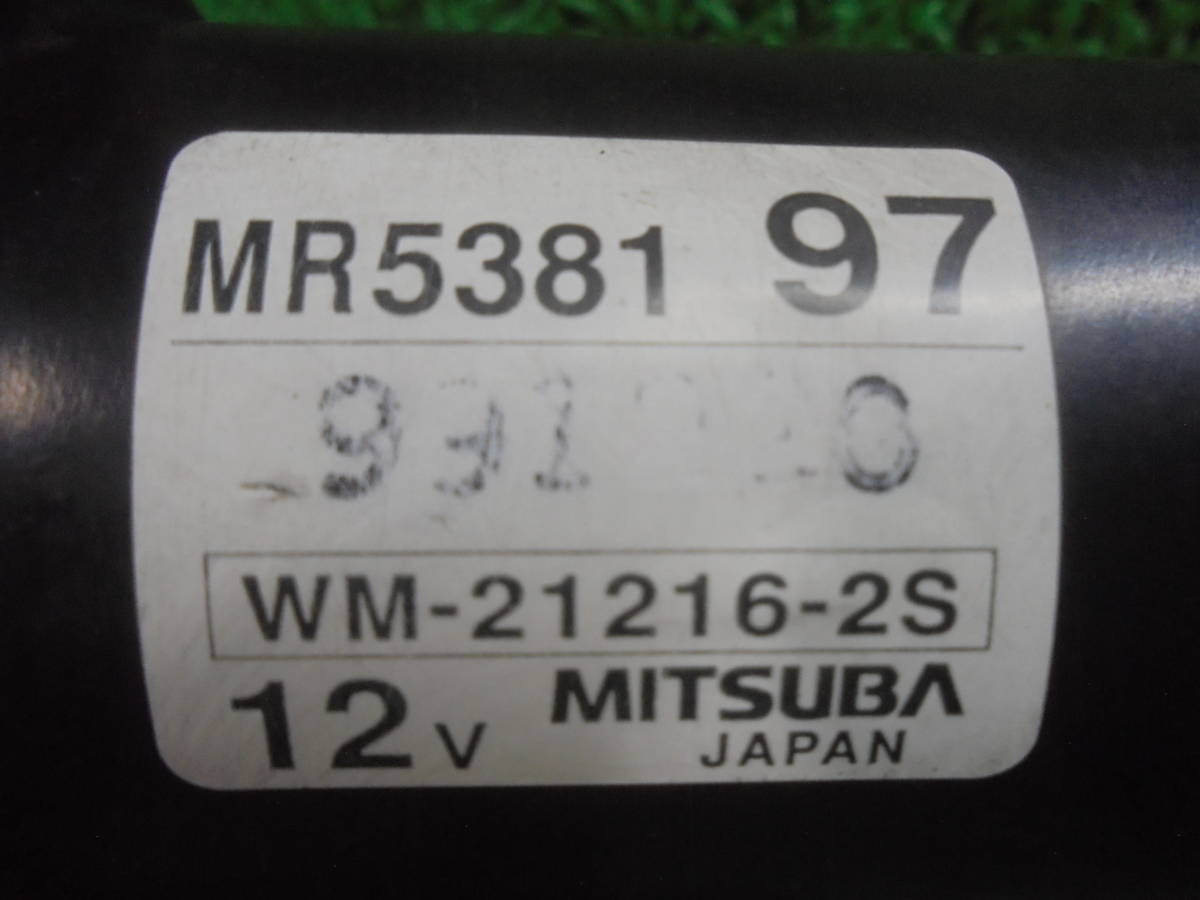 MR5381 97
WM-21216-2S
12V MITSUBA
JAPAN